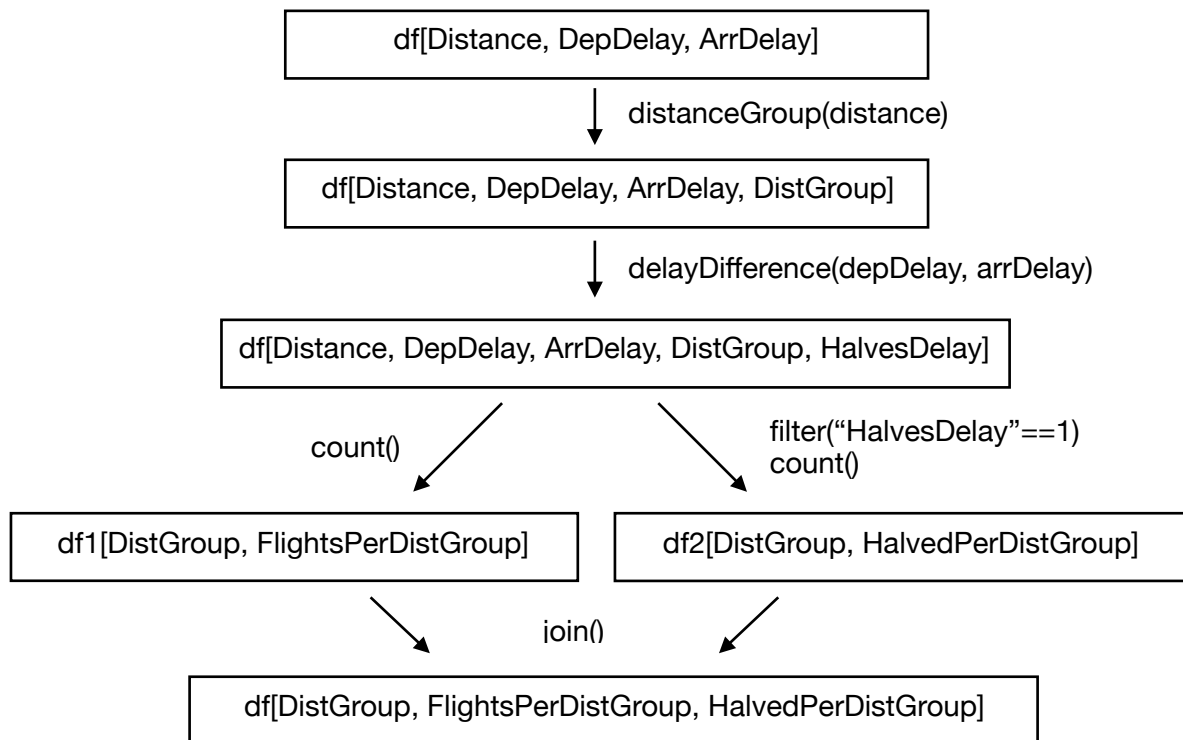 df[Distance, DepDelay, ArrDelay]
distanceGroup(distance)
df[Distance, DepDelay, ArrDelay, DistGroup]
delayDifference(depDelay, arrDelay)
df[Distance, DepDelay, ArrDelay, DistGroup, HalvesDelay]
count()
filter(“HalvesDelay”==1)
count()
df1[DistGroup, FlightsPerDistGroup]
df2[DistGroup, HalvedPerDistGroup]
join()
df[DistGroup, FlightsPerDistGroup, HalvedPerDistGroup]